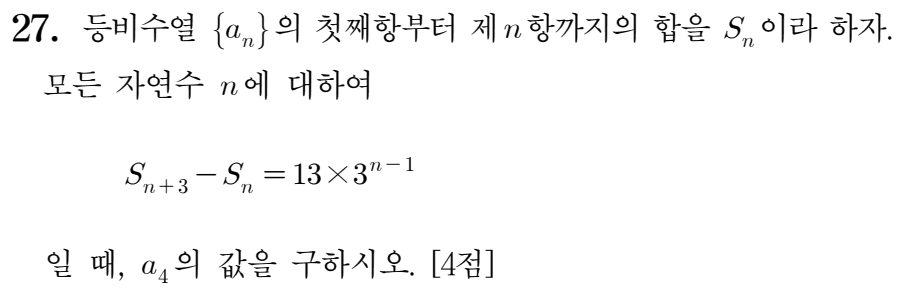 27. 등비수열 {aₙ}의 첫째항부터 제n항까지의 합을 Sₙ이라 하자.
모든 자연수 n에 대하여
Sₙ₊₃ − Sₙ = 13×3ⁿ⁻¹
일 때, a₄의 값을 구하시오. [4점]